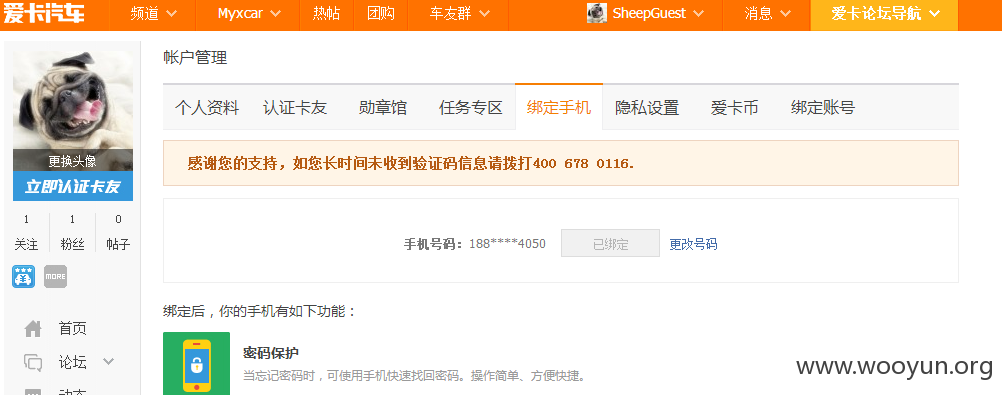 爱卡汽车 频道 Myxcar 热帖 团购 车友群 SheepGuest 消息 爱卡论坛导航
帐户管理
个人资料 认证卡友 勋章馆 任务专区 绑定手机 隐私设置 爱卡币 绑定账号
更换头像
感谢您的支持，如您长时间未收到验证码信息请拨打400 678 0116.
立即认证卡友
1 1 0
关注 粉丝 帖子
手机号码：188****4050 已绑定 更改号码
MORE
绑定后，你的手机有如下功能：
首页
密码保护
论坛
当忘记密码时，可使用手机快速找回密码。操作简单、方便快捷。
www.wooyun.org
动态